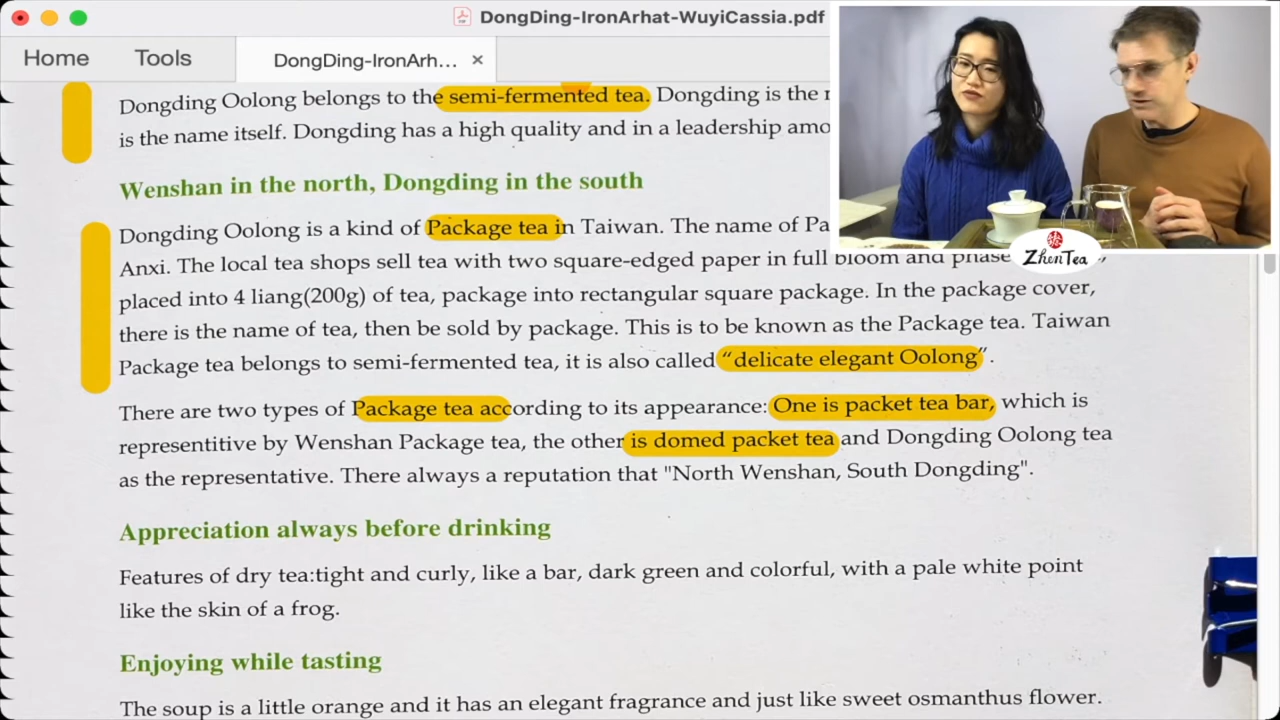 DongDing-IronArhat-WuyiCassia.pdf
Home Tools DongDing-IronArh... ×
Dongding Oolong belongs to the semi-fermented tea. Dongding is the
is the name itself. Dongding has a high quality and in a leadership
Wenshan in the north, Dongding in the south
Dongding Oolong is a kind of Package tea in Taiwan. The name of
Anxi. The local tea shops sell tea with two square-edged paper in full bloom and
placed into 4 liang(200g) of tea, package into rectangular square package. In the package cover,
there is the name of tea, then be sold by package. This is to be known as the Package tea. Taiwan
Package tea belongs to semi-fermented tea, it is also called “delicate elegant Oolong”.
There are two types of Package tea according to its appearance: One is packet tea bar, which is
representitive by Wenshan Package tea, the other is domed packet tea and Dongding Oolong tea
as the representative. There always a reputation that "North Wenshan, South Dongding".
Appreciation always before drinking
Features of dry tea:tight and curly, like a bar, dark green and colorful, with a pale white point
like the skin of a frog.
Enjoying while tasting
The soup is a little orange and it has an elegant fragrance and just like sweet osmanthus flower.
ZhenTea